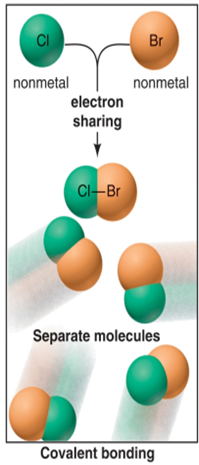 Cl Br
nonmetal nonmetal
electron
sharing
Cl—Br
Separate molecules
Covalent bonding